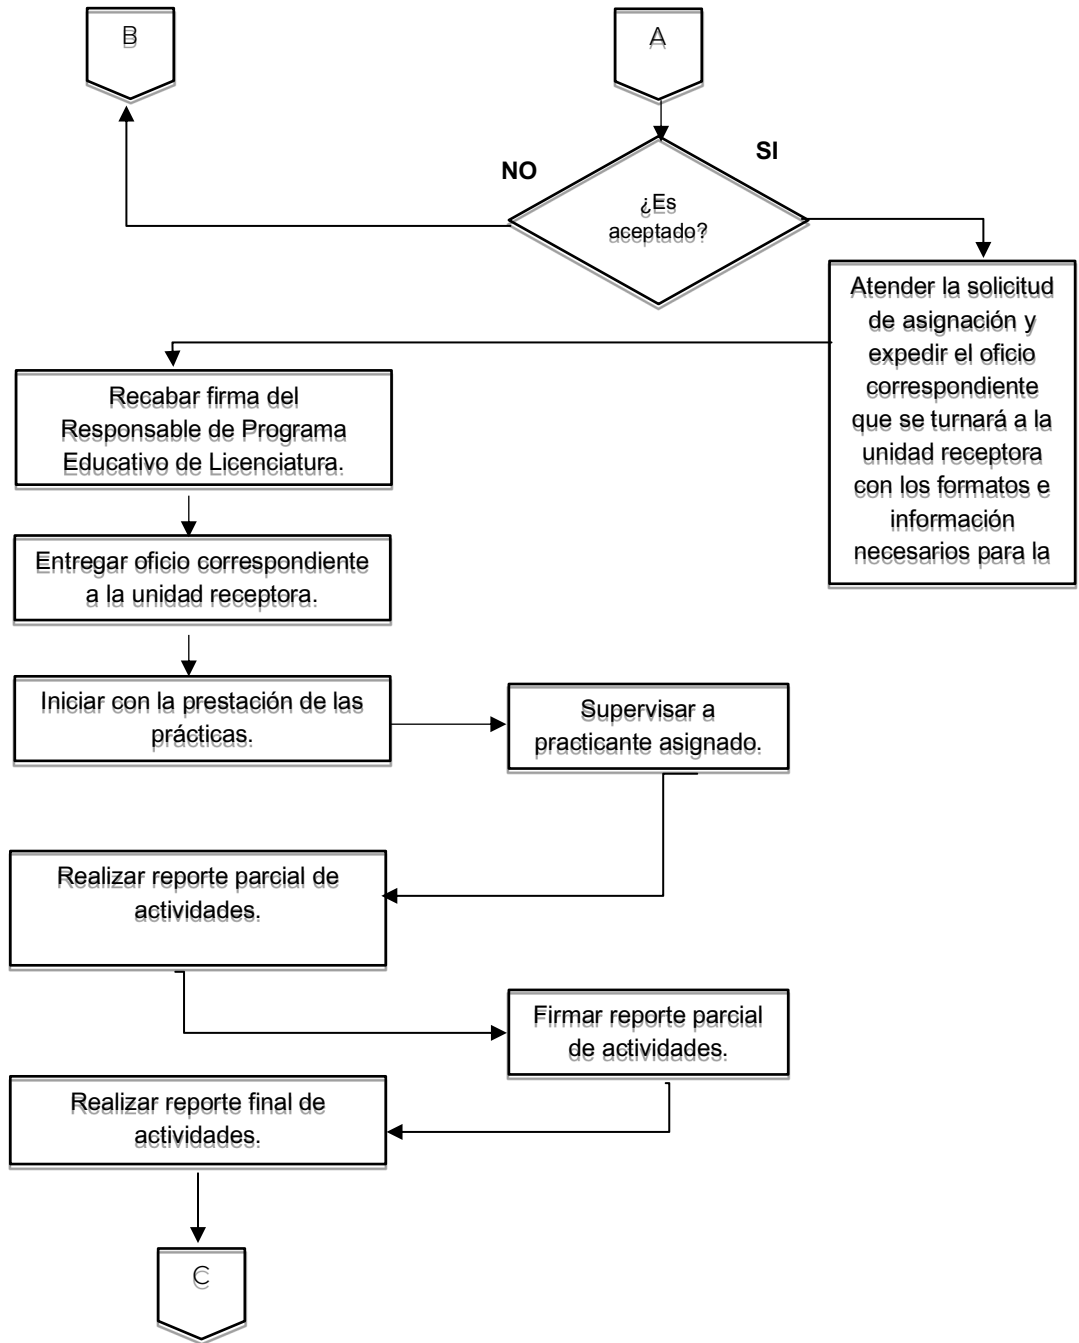 B
A
NO
SI
¿Es
aceptado?
Atender la solicitud
de asignación y
expedir el oficio
correspondiente
que se turnará a la
unidad receptora
con los formatos e
información
necesarios para la
Recabar firma del
Responsable de Programa
Educativo de Licenciatura.
Entregar oficio correspondiente
a la unidad receptora.
Iniciar con la prestación de las
prácticas.
Supervisar a
practicante asignado.
Realizar reporte parcial de
actividades.
Firmar reporte parcial
de actividades.
Realizar reporte final de
actividades.
C